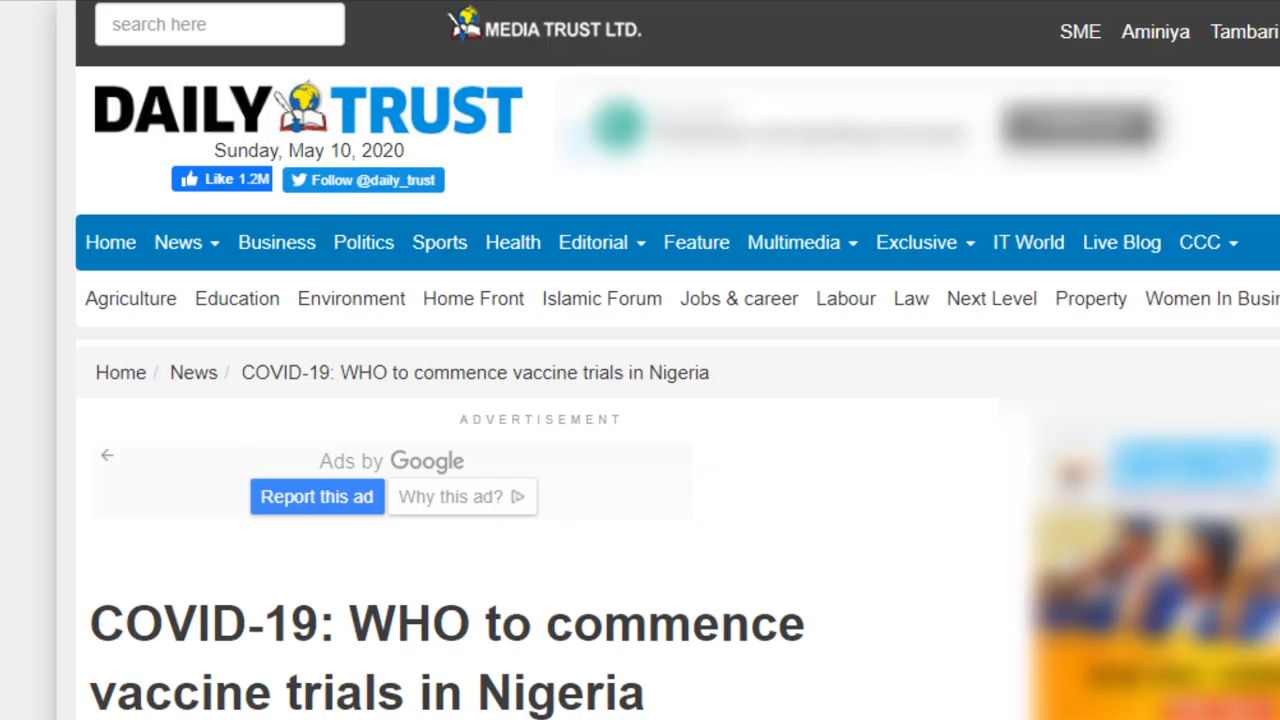 search here
MEDIA TRUST LTD.
SME Aminiya Tambari
DAILY TRUST
Sunday, May 10, 2020
Like 1.2M Follow @daily_trust
Home News Business Politics Sports Health Editorial Feature Multimedia Exclusive IT World Live Blog CCC
Agriculture Education Environment Home Front Islamic Forum Jobs & career Labour Law Next Level Property Women In Busin
Home / News / COVID-19: WHO to commence vaccine trials in Nigeria
ADVERTISEMENT
Ads by Google
Report this ad Why this ad?
COVID-19: WHO to commence
vaccine trials in Nigeria